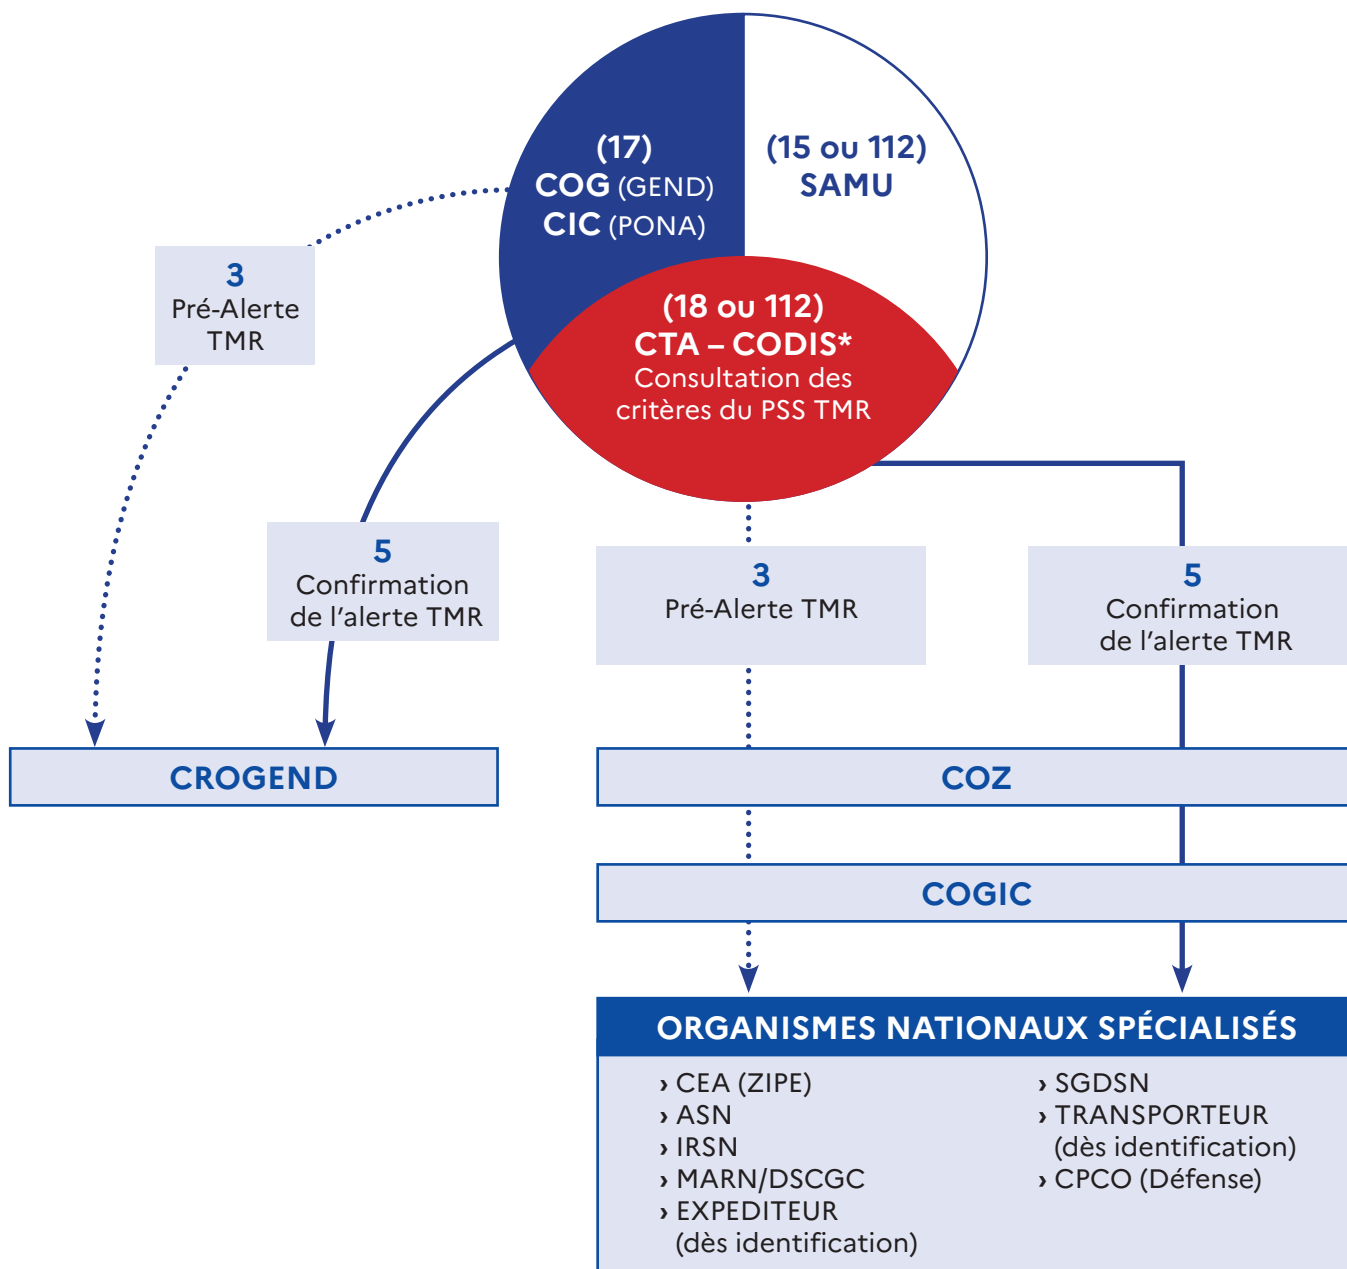 (17)
COG (GEND)
CIC (PONA)
(15 ou 112)
SAMU
(18 ou 112)
CTA – CODIS*
Consultation des
critères du PSS TMR
3
Pré-Alerte
TMR
5
Confirmation
de l'alerte TMR
3
Pré-Alerte TMR
5
Confirmation
de l'alerte TMR
CROGEND
COZ
COGIC
ORGANISMES NATIONAUX SPÉCIALISÉS
› CEA (ZIPE)
› ASN
› IRSN
› MARN/DSCGC
› EXPEDITEUR
(dès identification)
› SGDSN
› TRANSPORTEUR
(dès identification)
› CPCO (Défense)